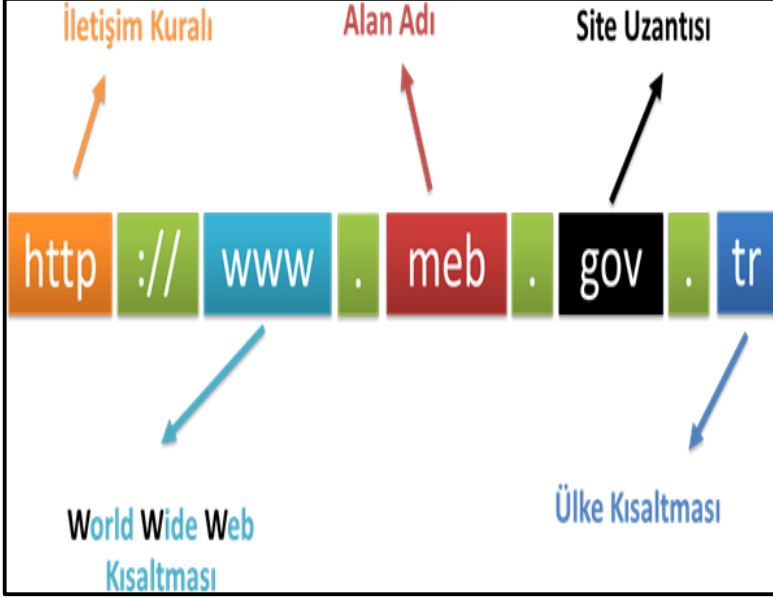 İletişim Kuralı
Alan Adı
Site Uzantısı
http :// www . meb . gov . tr
World Wide Web
Kısaltması
Ülke Kısaltması